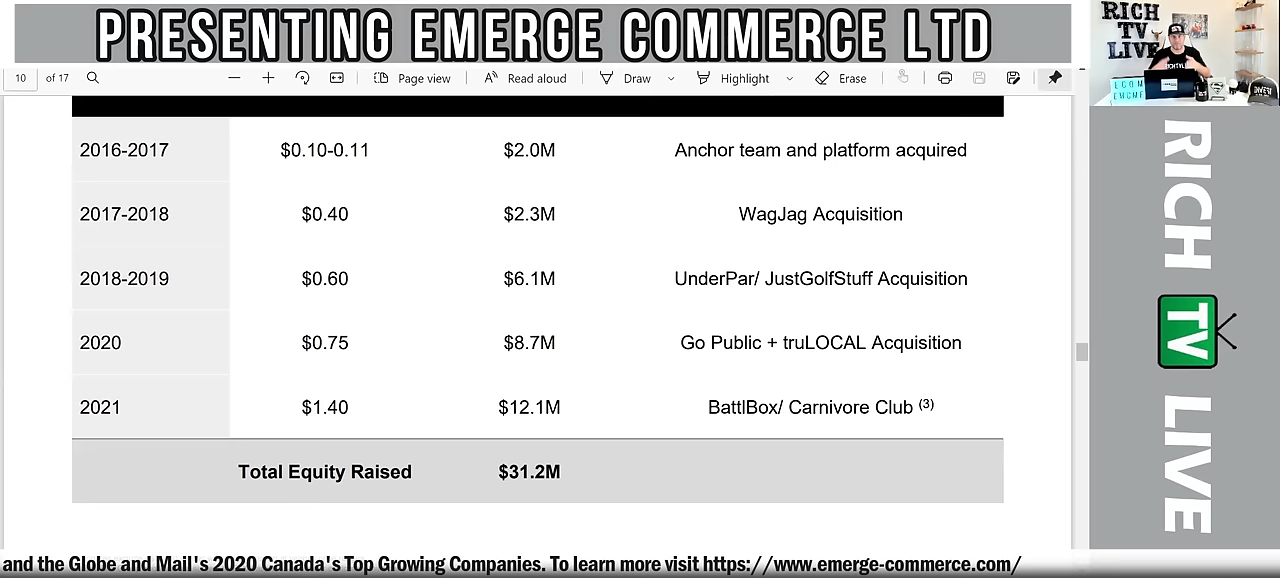 PRESENTING EMERGE COMMERCE LTD
RICH
TV
LIVE
10 of 17 Page view Read aloud Draw Highlight Erase
2016-2017 $0.10-0.11 $2.0M Anchor team and platform acquired
2017-2018 $0.40 $2.3M WagJag Acquisition
2018-2019 $0.60 $6.1M UnderPar/ JustGolfStuff Acquisition
2020 $0.75 $8.7M Go Public + truLOCAL Acquisition
2021 $1.40 $12.1M BattlBox/ Carnivore Club (3)
Total Equity Raised $31.2M
RICH
TV
LIVE
and the Globe and Mail's 2020 Canada's Top Growing Companies. To learn more visit https://www.emerge-commerce.com/